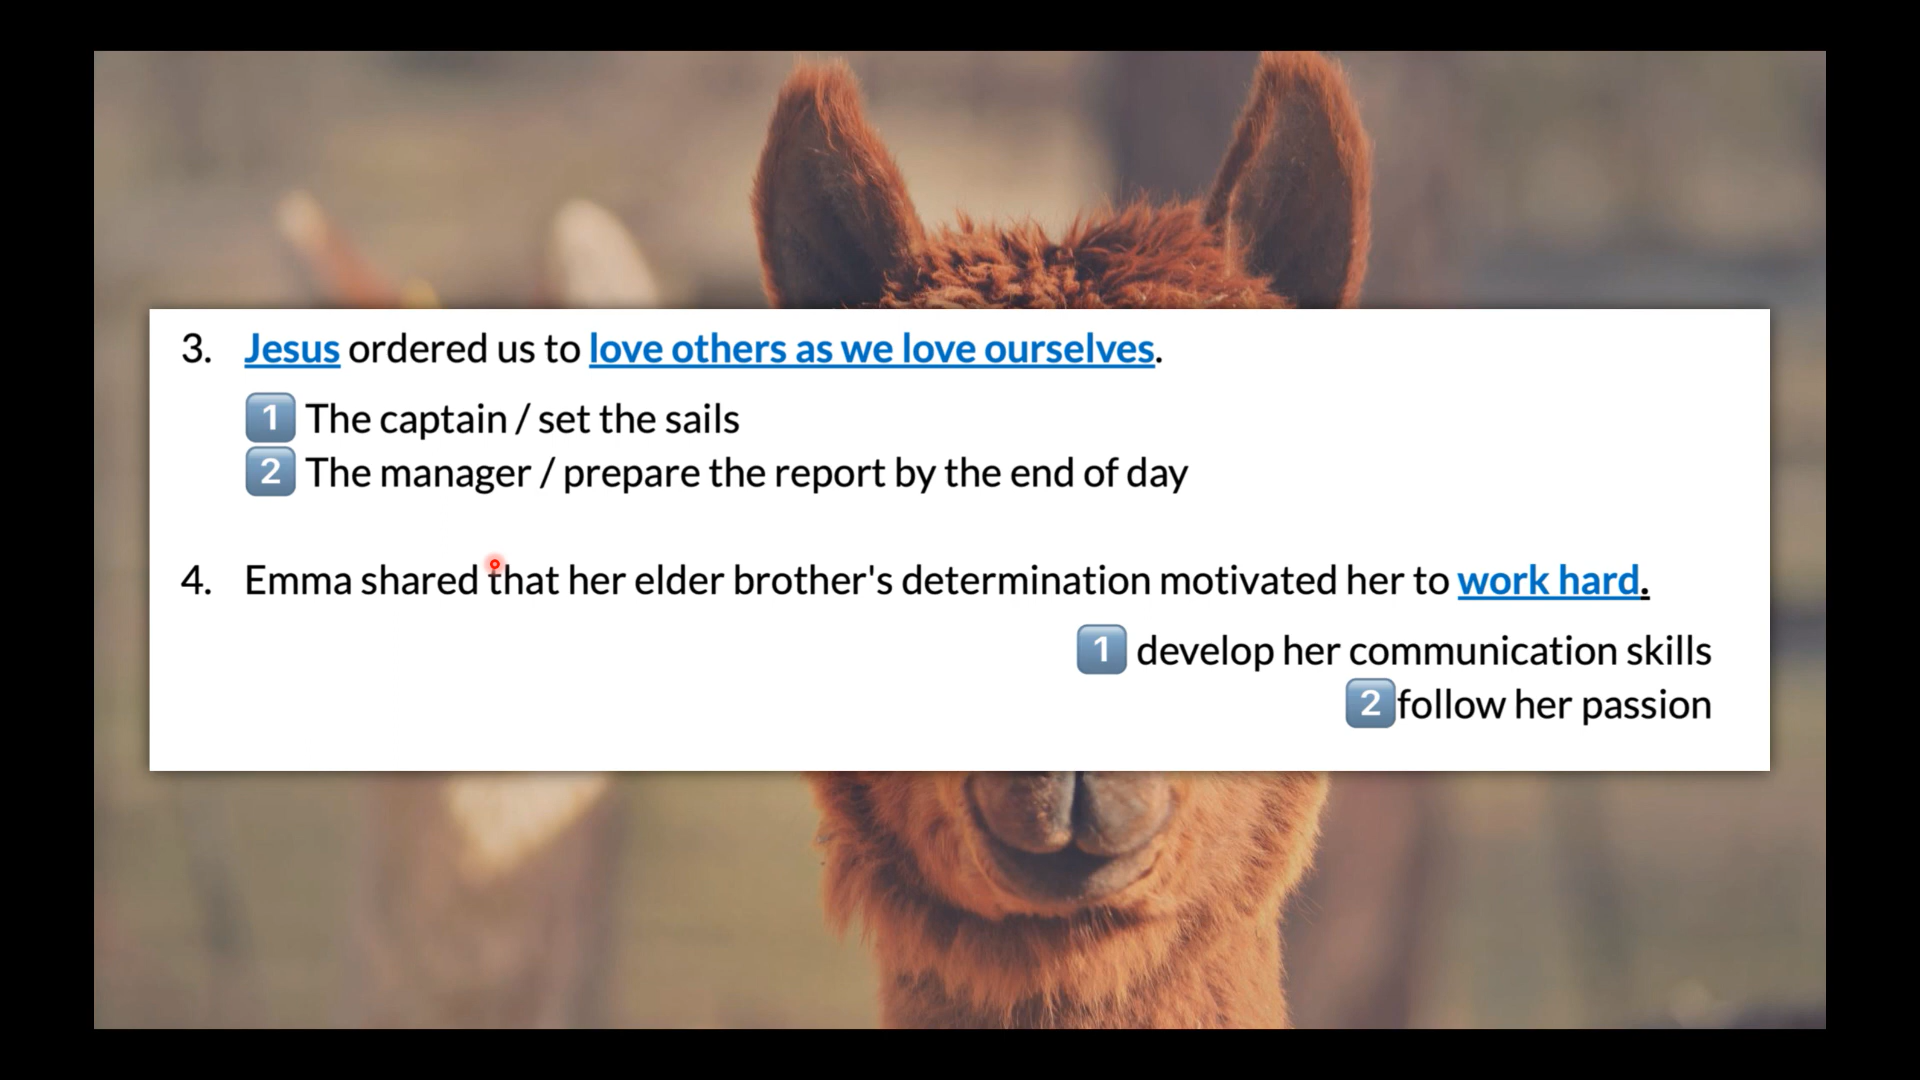 3. Jesus ordered us to love others as we love ourselves.
1 The captain / set the sails
2 The manager / prepare the report by the end of day
4. Emma shared that her elder brother's determination motivated her to work hard.
1 develop her communication skills
2 follow her passion